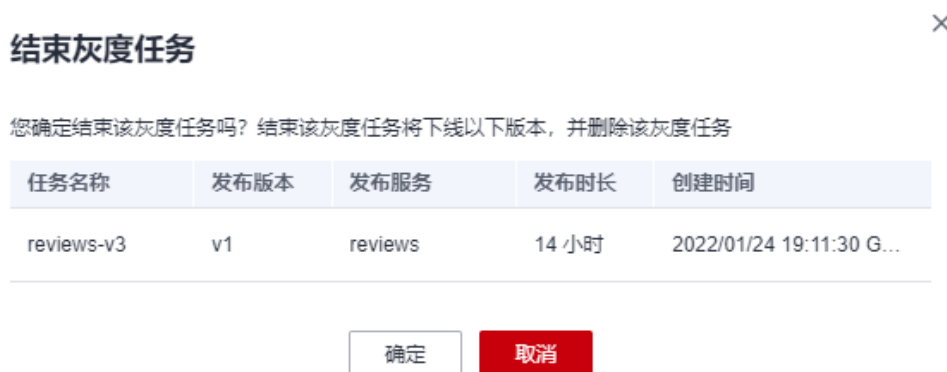 结束灰度任务
您确定结束该灰度任务吗？结束该灰度任务将下线以下版本，并删除该灰度任务
任务名称 发布版本 发布服务 发布时长 创建时间
reviews-v3 v1 reviews 14 小时 2022/01/24 19:11:30 G...
确定 取消